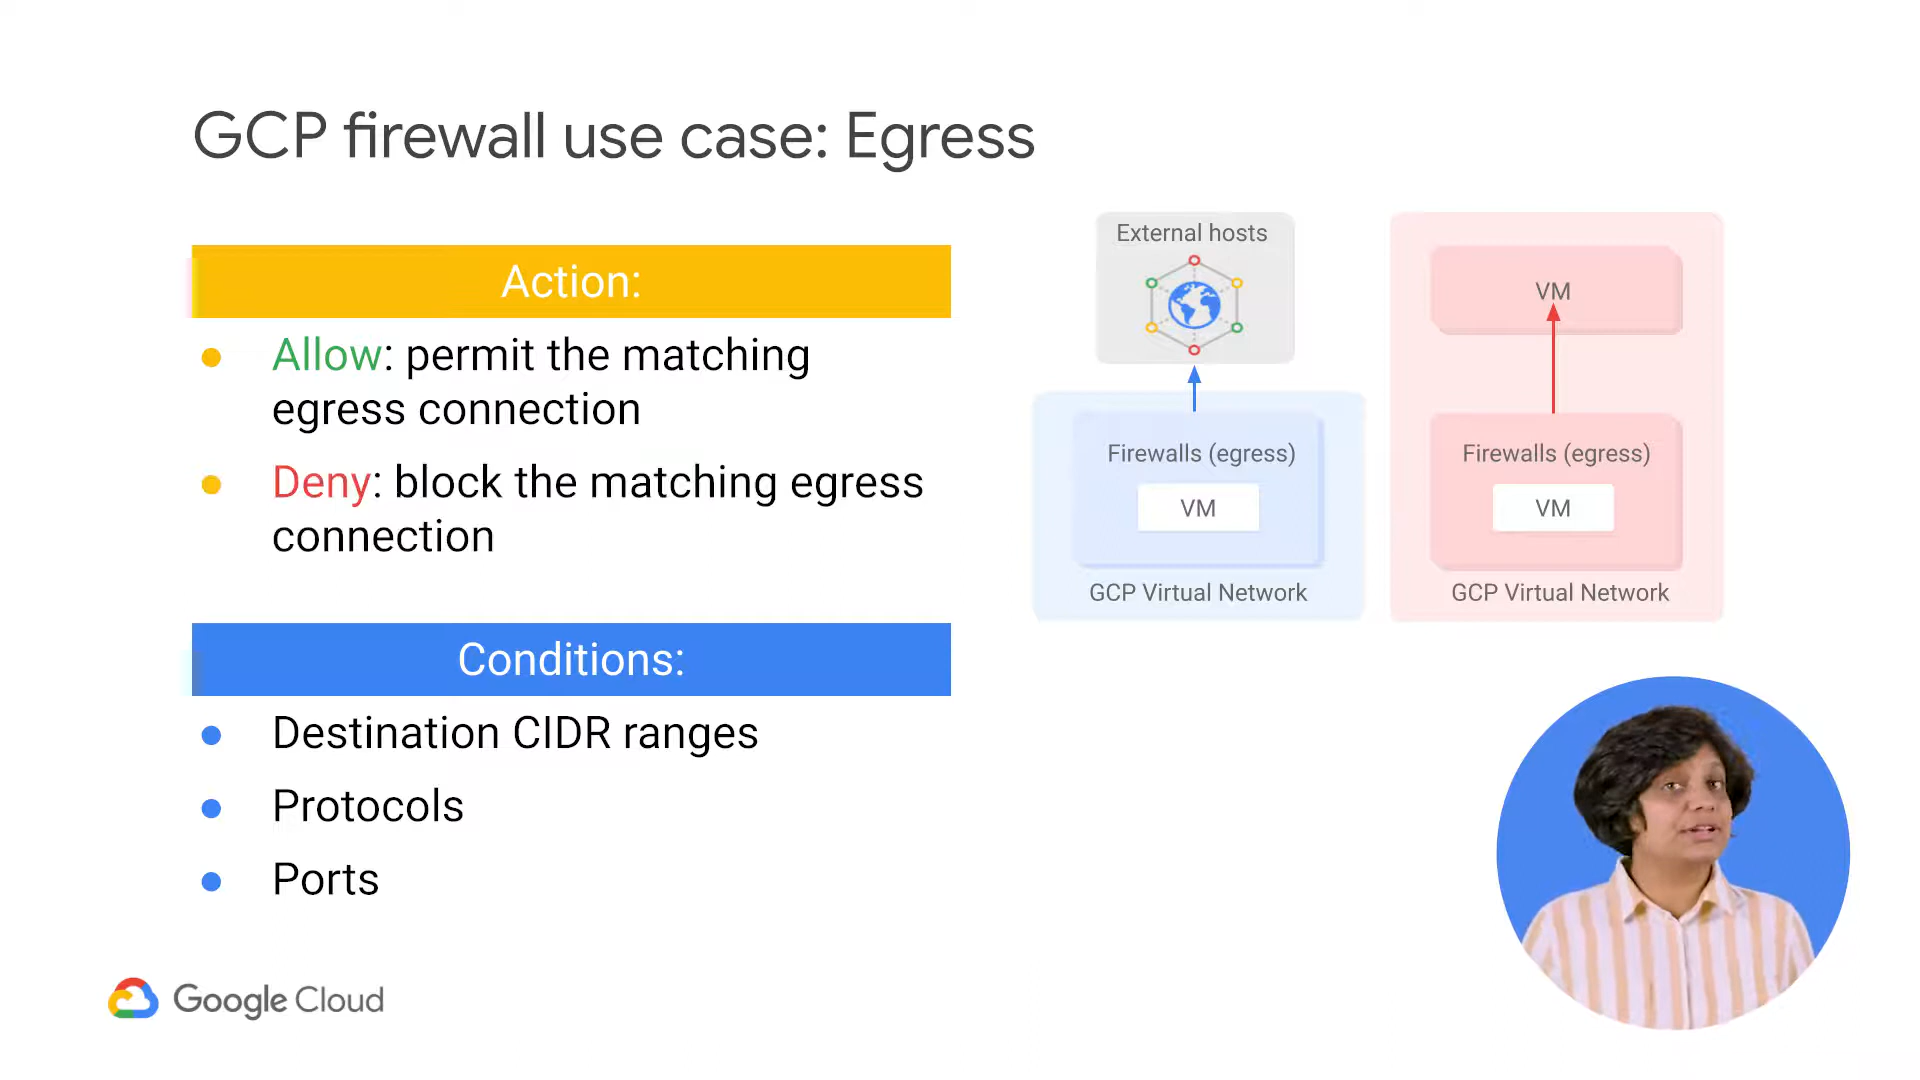 GCP firewall use case: Egress
Action:
Allow: permit the matching
egress connection
Deny: block the matching egress
connection
Conditions:
Destination CIDR ranges
Protocols
Ports
External hosts
Firewalls (egress)
VM
GCP Virtual Network
VM
Firewalls (egress)
VM
GCP Virtual Network
Google Cloud